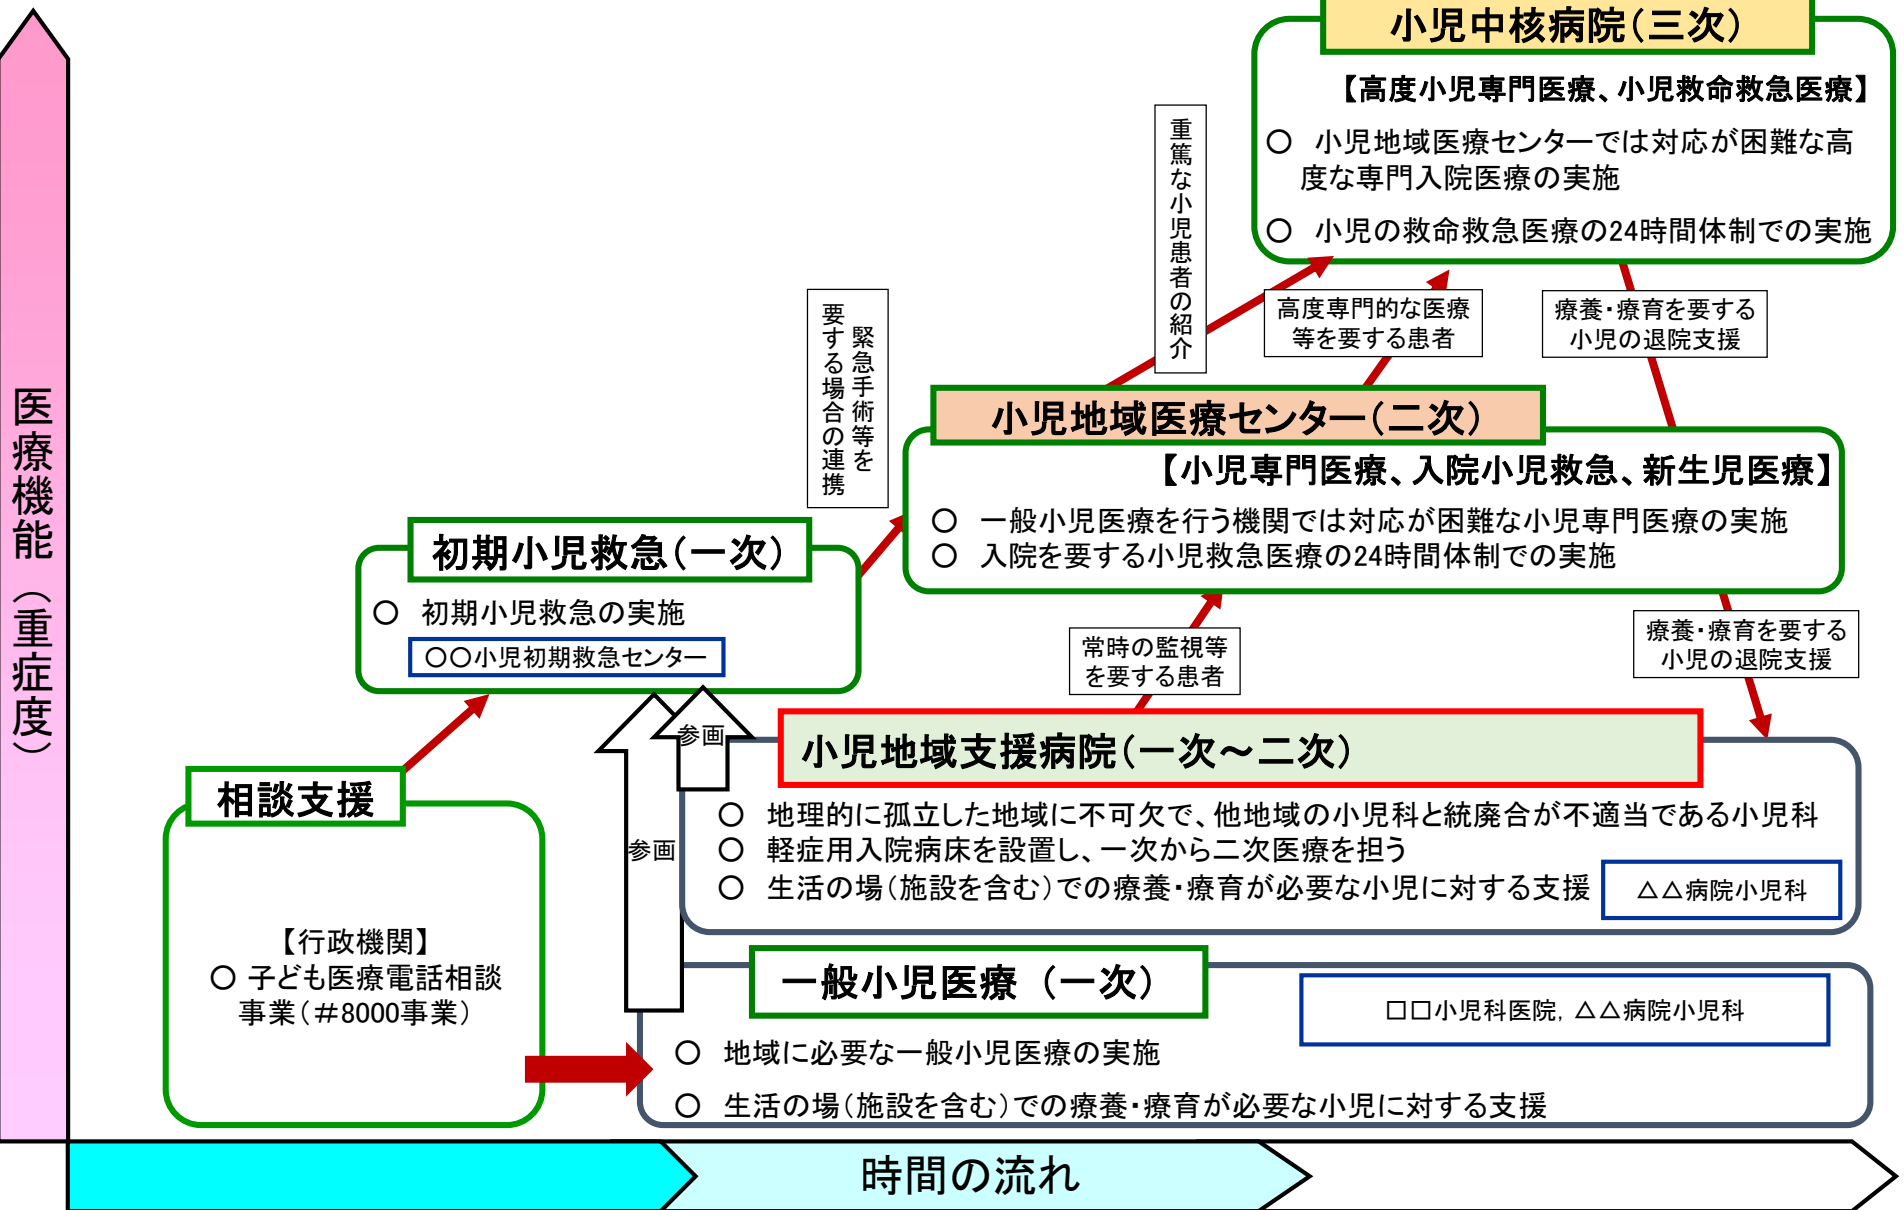 小児中核病院（三次）
【高度小児専門医療、小児救命救急医療】
○　小児地域医療センターでは対応が困難な高
度な専門入院医療の実施
○　小児の救命救急医療の24時間体制での実施
重篤な小児患者の紹介
高度専門的な医療
等を要する患者
療養・療育を要する
小児の退院支援
緊急手術等を
要する場合の連携
小児地域医療センター（二次）
【小児専門医療、入院小児救急、新生児医療】
○　一般小児医療を行う機関では対応が困難な小児専門医療の実施
○　入院を要する小児救急医療の24時間体制での実施
初期小児救急（一次）
○　初期小児救急の実施
○○小児初期救急センター
常時の監視等
を要する患者
療養・療育を要する
小児の退院支援
医療機能（重症度）
参画
小児地域支援病院（一次～二次）
○　地理的に孤立した地域に不可欠で、他地域の小児科と統廃合が不適当である小児科
○　軽症用入院病床を設置し、一次から二次医療を担う
○　生活の場（施設を含む）での療養・療育が必要な小児に対する支援
△△病院小児科
相談支援
【行政機関】
○ 子ども医療電話相談
事業（＃8000事業）
参画
一般小児医療 （一次）
□□小児科医院, △△病院小児科
○　地域に必要な一般小児医療の実施
○　生活の場（施設を含む）での療養・療育が必要な小児に対する支援
時間の流れ